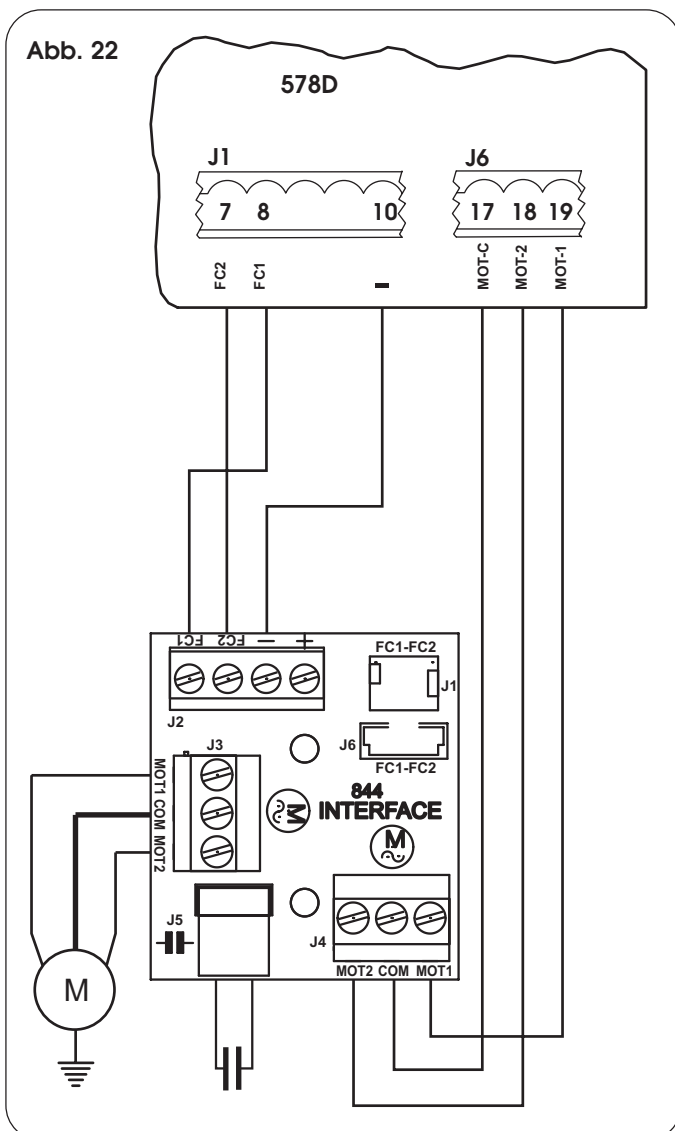 Abb. 22
578D
J1
J6
7 8 10
17 18 19
FC2
FC1
-
MOT-C
MOT-2
MOT-1
FC1 FC2 - +
FC1-FC2
J1
J2
J3
J6
FC1-FC2
MOT1 COM MOT2
844
INTERFACE
M
M
J5
J4
MOT2 COM MOT1
M